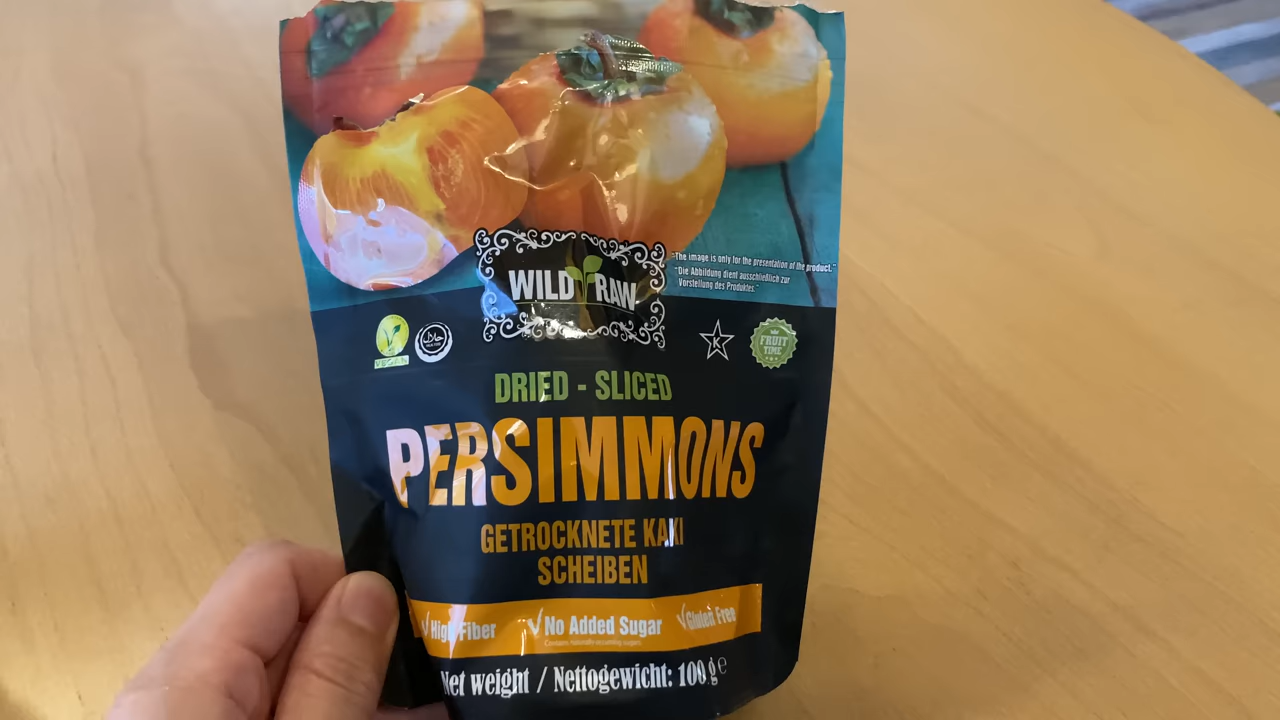 "The image is only for the presentation of the product."
"Die Abbildung dient ausschließlich zur
Vorstellung des Produktes."
WILD RAW
VEGAN
حلال
K
FRUIT
TIME
DRIED - SLICED
PERSIMMONS
GETROCKNETE KAKI
SCHEIBEN
✓High Fiber ✓No Added Sugar ✓Gluten Free
Contains naturally occurring sugars.
Net weight / Nettogewicht: 100 g e